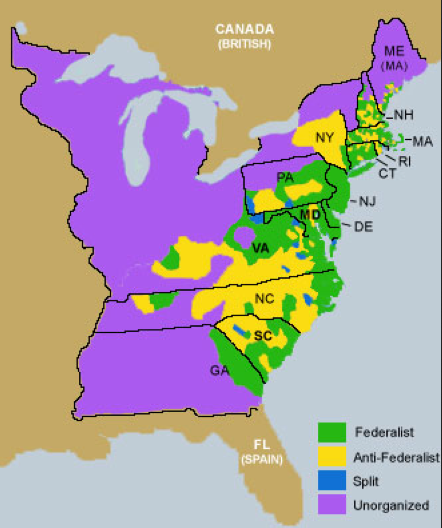 CANADA
(BRITISH)
ME
(MA)
NH
NY
MA
RI
CT
PA
NJ
MD
DE
VA
NC
SC
GA
FL
(SPAIN)
Federalist
Anti-Federalist
Split
Unorganized